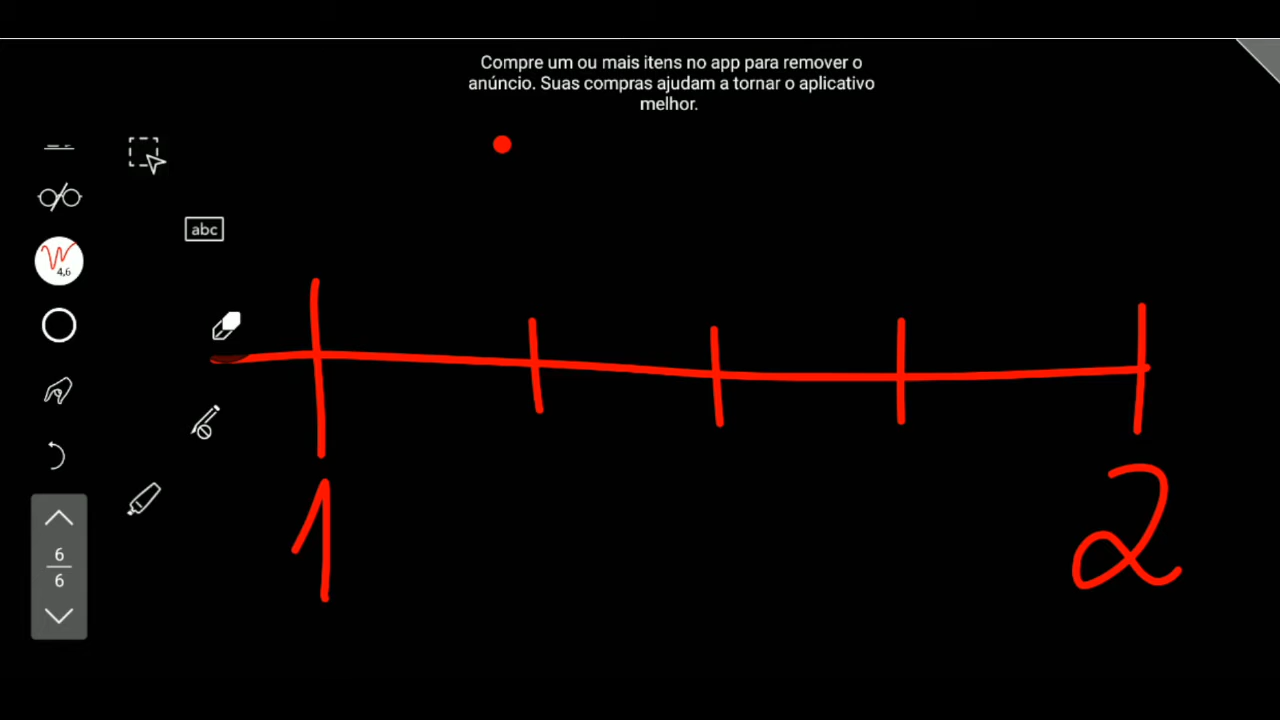 Compre um ou mais itens no app para remover o
anúncio. Suas compras ajudam a tornar o aplicativo
melhor.
abc
4,6
6
6
1
2